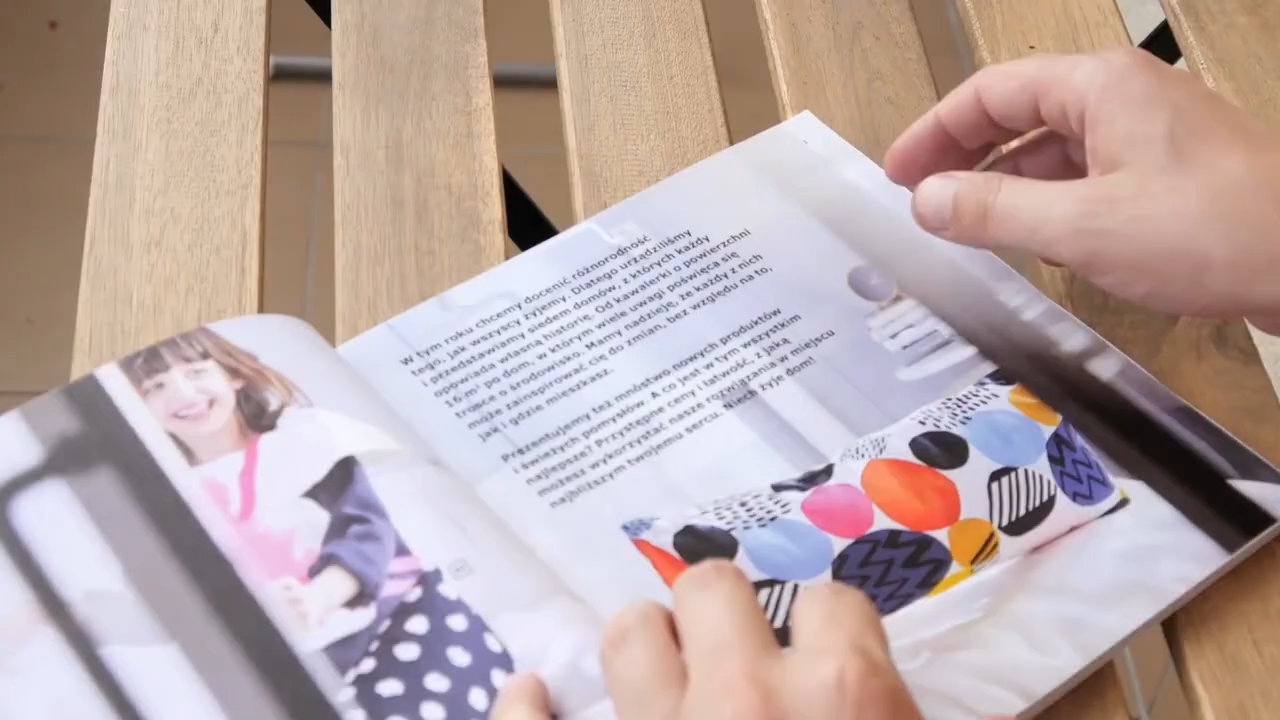 W tym roku chcemy docenić różnorodność
tego, jak wszyscy żyjemy. Dlatego urządziliśmy
i przedstawiamy siedem domów, z których każdy
opowiada własną historię. Od kawalerki o powierzchni
16 m² po dom, w którym wiele uwagi poświęca się
trosce o środowisko. Mamy nadzieję, że każdy z nich
może zainspirować cię do zmian, bez względu na to,
jak i gdzie mieszkasz.
Prezentujemy też mnóstwo nowych produktów
i świeżych pomysłów. A co jest w tym wszystkim
najlepsze? Przystępne ceny i łatwość, z jaką
możesz wykorzystać nasze rozwiązania w miejscu
najbliższym twojemu sercu. Niech żyje dom!